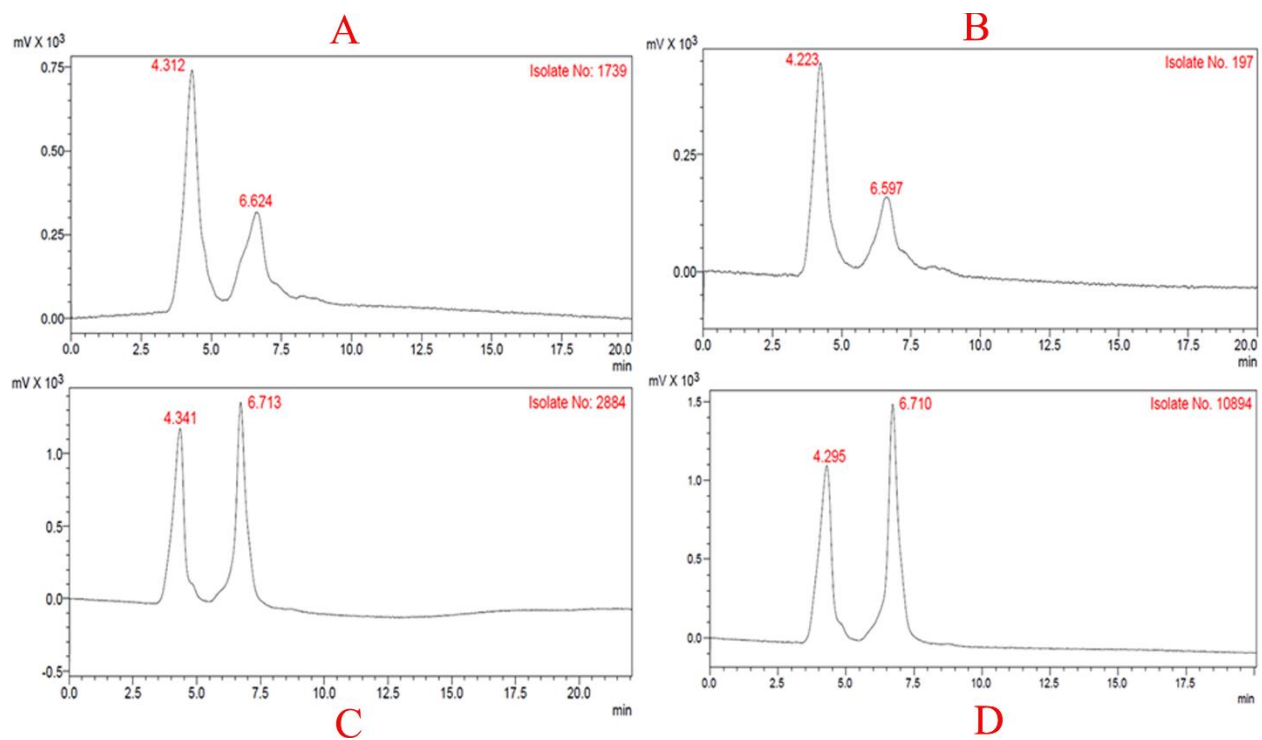 A
mV X 10³
Isolate No: 1739
4.312
0.75
0.50
6.624
0.25
0.00
0.0 2.5 5.0 7.5 10.0 12.5 15.0 17.5 20.0
min
B
mV X 10³
Isolate No. 197
4.223
0.25
6.597
0.00
0.0 2.5 5.0 7.5 10.0 12.5 15.0 17.5 20.0
min
mV X 10³
Isolate No: 2884
4.341 6.713
1.0
0.5
0.0
-0.5
0.0 2.5 5.0 7.5 10.0 12.5 15.0 17.5 20.0
min
C
mV X 10³
Isolate No. 10894
1.5
6.710
4.295
1.0
0.5
0.0
0.0 2.5 5.0 7.5 10.0 12.5 15.0 17.5
min
D